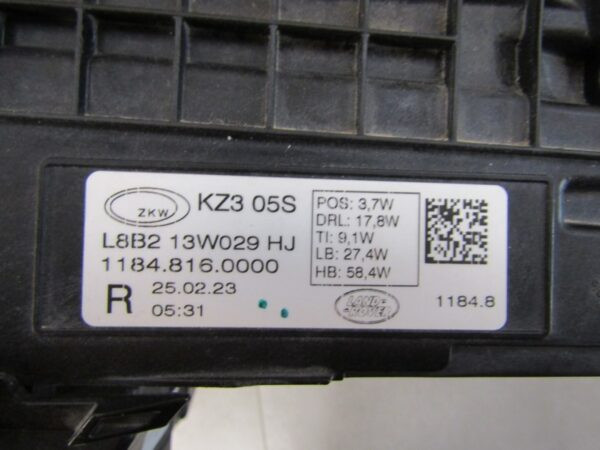 ZKW
KZ3 05S
L8B2 13W029 HJ
1184.816.0000
R
25.02.23
05:31
POS: 3,7W
DRL: 17,8W
TI: 9,1W
LB: 27,4W
HB: 58,4W
LAND-
ROVER
1184.8